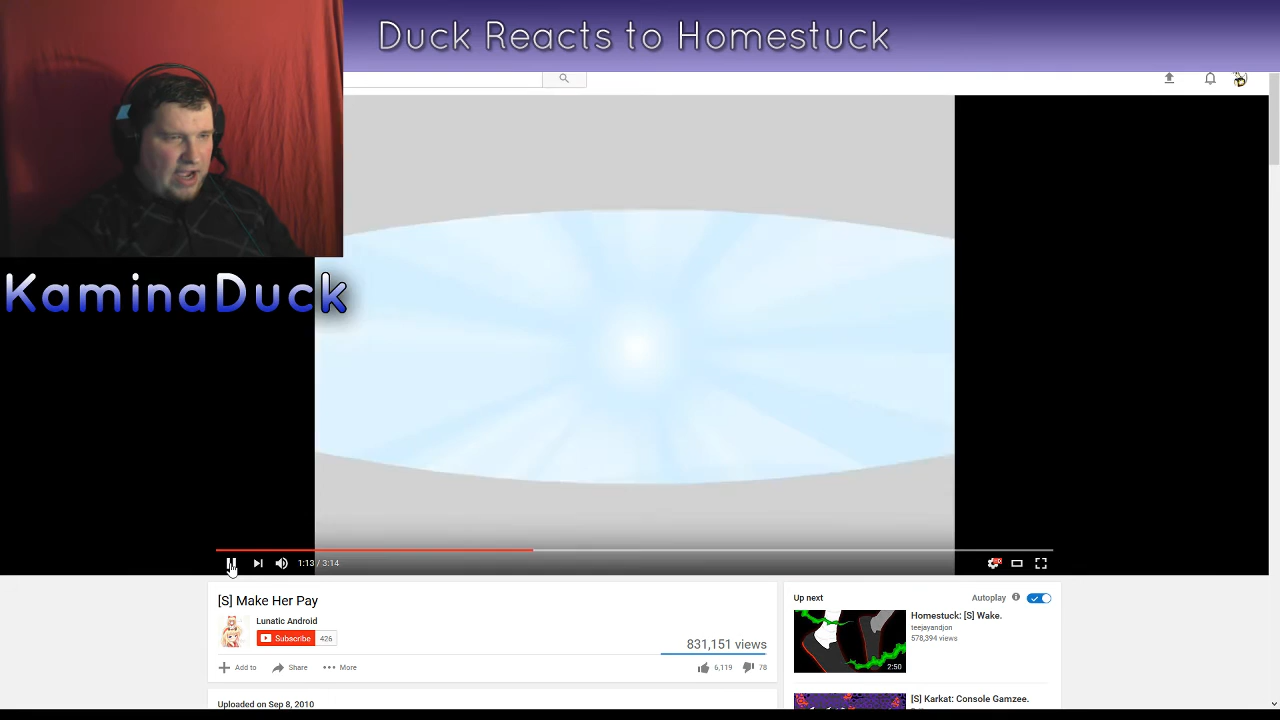 Duck Reacts to Homestuck
KaminaDuck
1:13 / 3:14
[S] Make Her Pay
Lunatic Android
Subscribe 426
831,151 views
Add to Share More
6,119 78
Uploaded on Sep 8, 2010
Up next
Autoplay
Homestuck: [S] Wake.
teejayandjon
578,394 views
2:50
[S] Karkat: Console Gamzee.